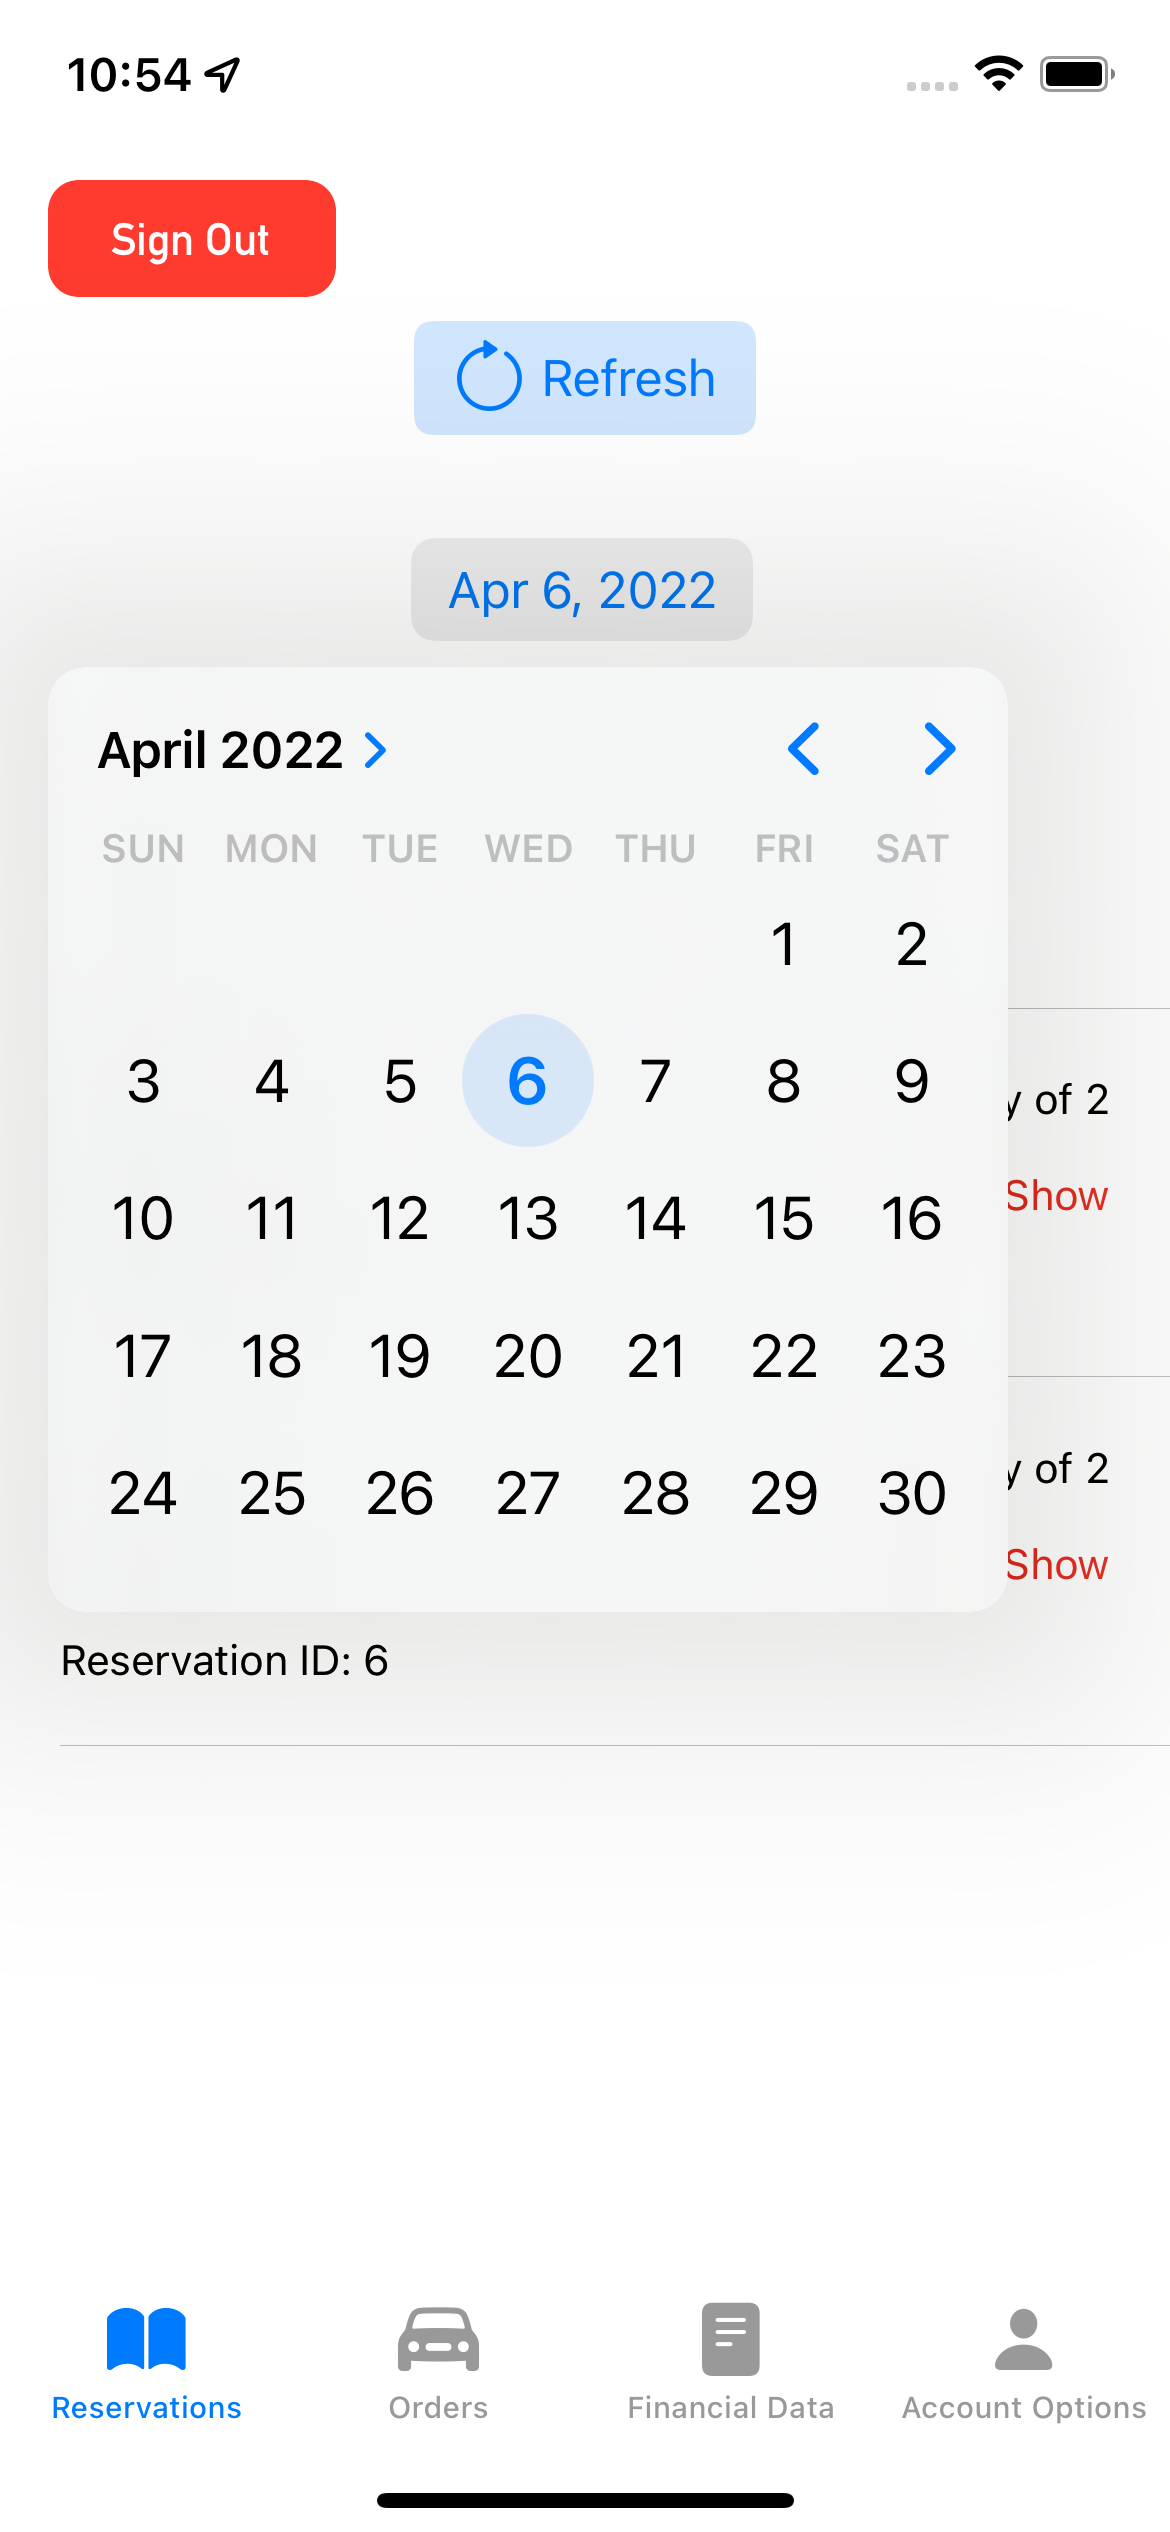 10:54
Sign Out
Refresh
Apr 6, 2022
April 2022
SUN MON TUE WED THU FRI SAT
1 2
3 4 5 6 7 8 9
of 2
10 11 12 13 14 15 16
Show
17 18 19 20 21 22 23
of 2
24 25 26 27 28 29 30
Show
Reservation ID: 6
Reservations Orders Financial Data Account Options